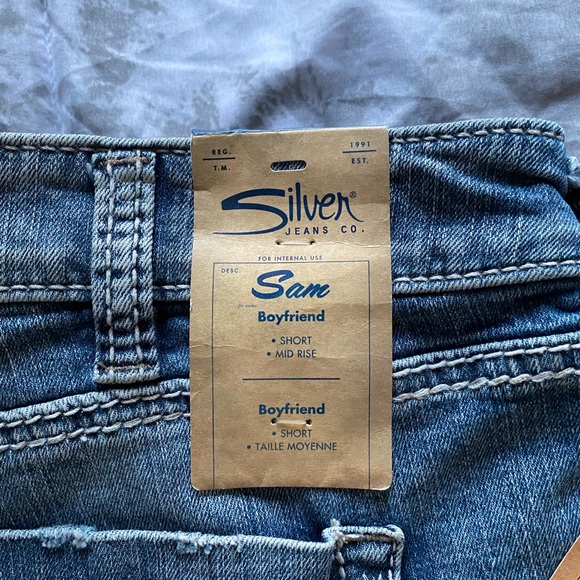 REG. 1991
T.M. EST.
Silver®
JEANS CO.
FOR INTERNAL USE
DESC.
Sam
Boyfriend
• SHORT
• MID RISE
Boyfriend
• SHORT
• TAILLE MOYENNE